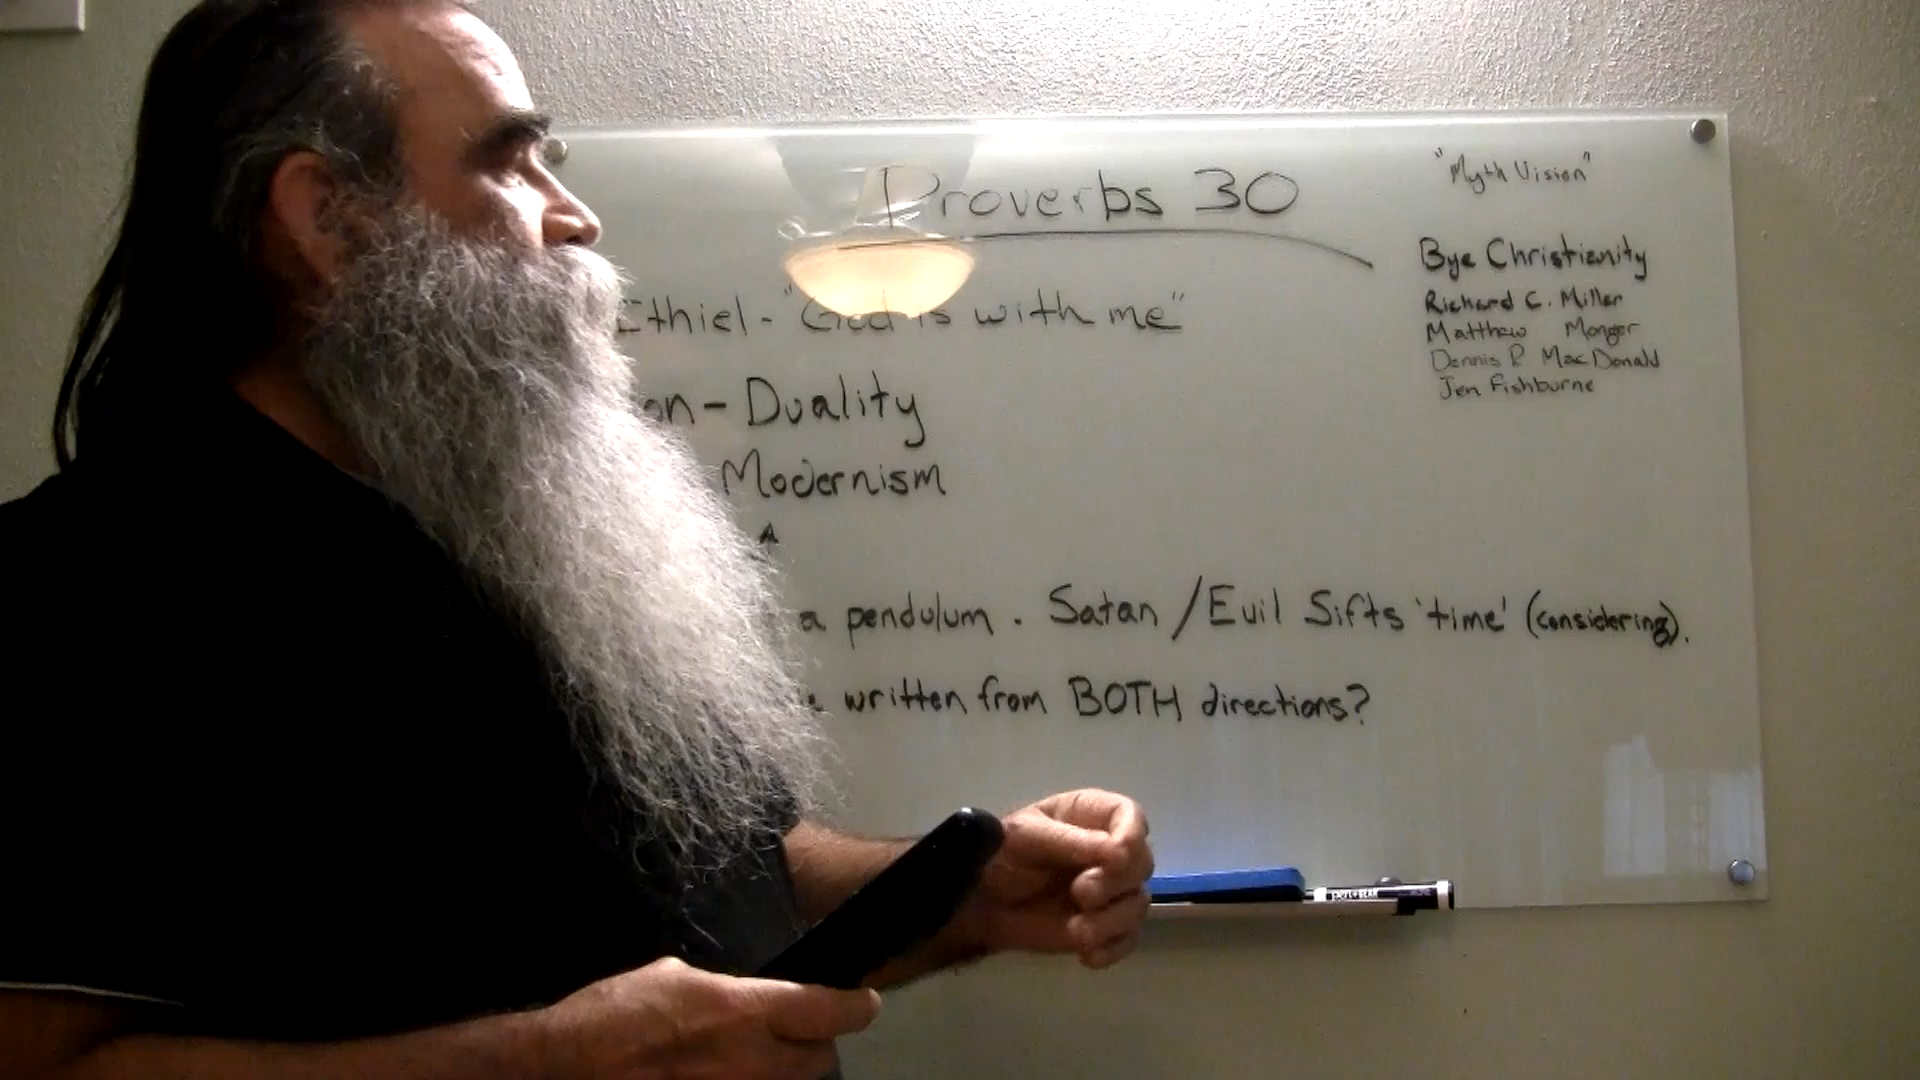 Proverbs 30
"Myth Vision"
Bye Christianity
Richard C. Miller
Matthew Monger
Dennis R MacDonald
Jen Fishburne
Ithiel - "God is with me"
on - Duality
Modernism
A
a pendulum. Satan / Evil Sifts 'time' (considering).
written from BOTH directions?